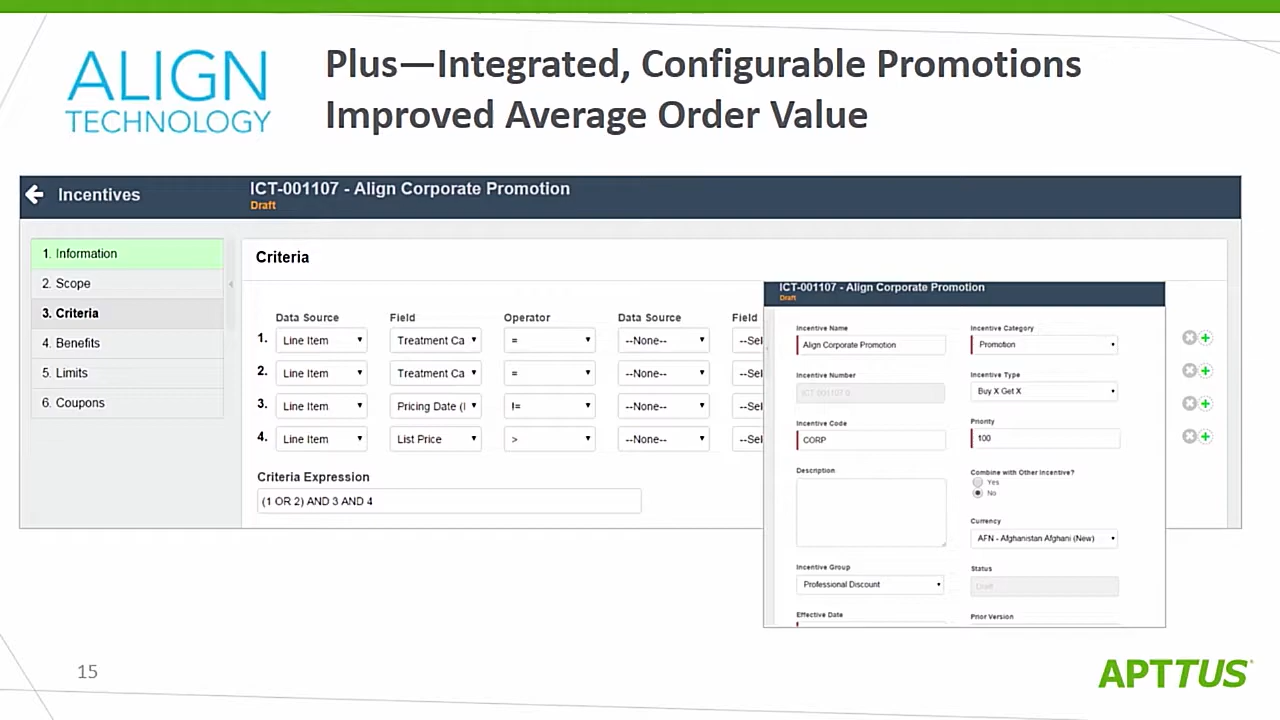 ALIGN
TECHNOLOGY
Plus—Integrated, Configurable Promotions
Improved Average Order Value
Incentives
ICT-001107 - Align Corporate Promotion
Draft
1. Information
2. Scope
3. Criteria
4. Benefits
5. Limits
6. Coupons
Criteria
Data Source Field Operator Data Source Field
1. Line Item Treatment Ca = --None-- --Sel
2. Line Item Treatment Ca = --None-- --Sel
3. Line Item Pricing Date ( != --None-- --Sel
4. Line Item List Price > --None-- --Sel
Criteria Expression
(1 OR 2) AND 3 AND 4
ICT-001107 - Align Corporate Promotion
Draft
Incentive Name Incentive Category
Align Corporate Promotion Promotion
Incentive Number Incentive Type
Buy X Get X
Incentive Code Priority
CORP 100
Description Combine with Other Incentive?
Yes
No
Currency
AFN - Afghanistan Afghani (New)
Incentive Group Status
Professional Discount Draft
Effective Date Prior Version
15
APTTUS